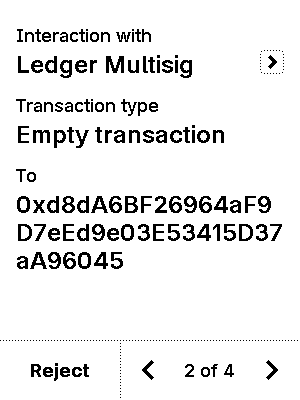 Interaction with
Ledger Multisig
Transaction type
Empty transaction
To
0xd8dA6BF26964aF9
D7eEd9e03E53415D37
aA96045
Reject
2 of 4